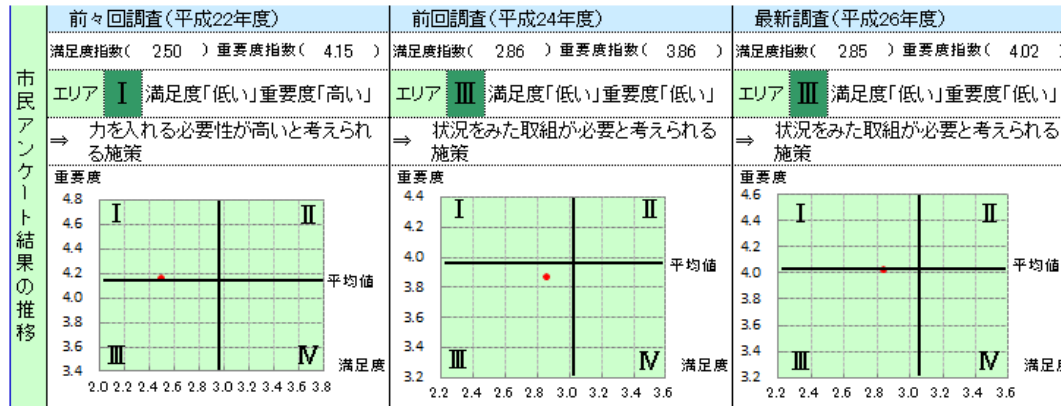 市民アンケート結果の推移
前々回調査(平成22年度)
満足度指数( 2.50 )重要度指数( 4.15 )
エリア Ⅰ 満足度「低い」重要度「高い」
⇒ 力を入れる必要性が高いと考えられ
る施策
重要度
4.8
4.6
4.4
4.2
4.0
3.8
3.6
3.4
Ⅰ
Ⅱ
平均値
Ⅲ
Ⅳ
満足度
2.0 2.2 2.4 2.6 2.8 3.0 3.2 3.4 3.6 3.8
前回調査(平成24年度)
満足度指数( 2.86 )重要度指数( 3.86 )
エリア Ⅲ 満足度「低い」重要度「低い」
⇒ 状況をみた取組が必要と考えられる
施策
重要度
4.4
4.2
4.0
3.8
3.6
3.4
3.2
Ⅰ
Ⅱ
平均値
Ⅲ
Ⅳ
満足度
2.2 2.4 2.6 2.8 3.0 3.2 3.4 3.6
最新調査(平成26年度)
満足度指数( 2.85 )重要度指数( 4.02 )
エリア Ⅲ 満足度「低い」重要度「低い」
⇒ 状況をみた取組が必要と考えられる
施策
重要度
4.6
4.4
4.2
4.0
3.8
3.6
3.4
3.2
Ⅰ
Ⅱ
平均値
Ⅲ
Ⅳ
満足度
2.2 2.4 2.6 2.8 3.0 3.2 3.4 3.6